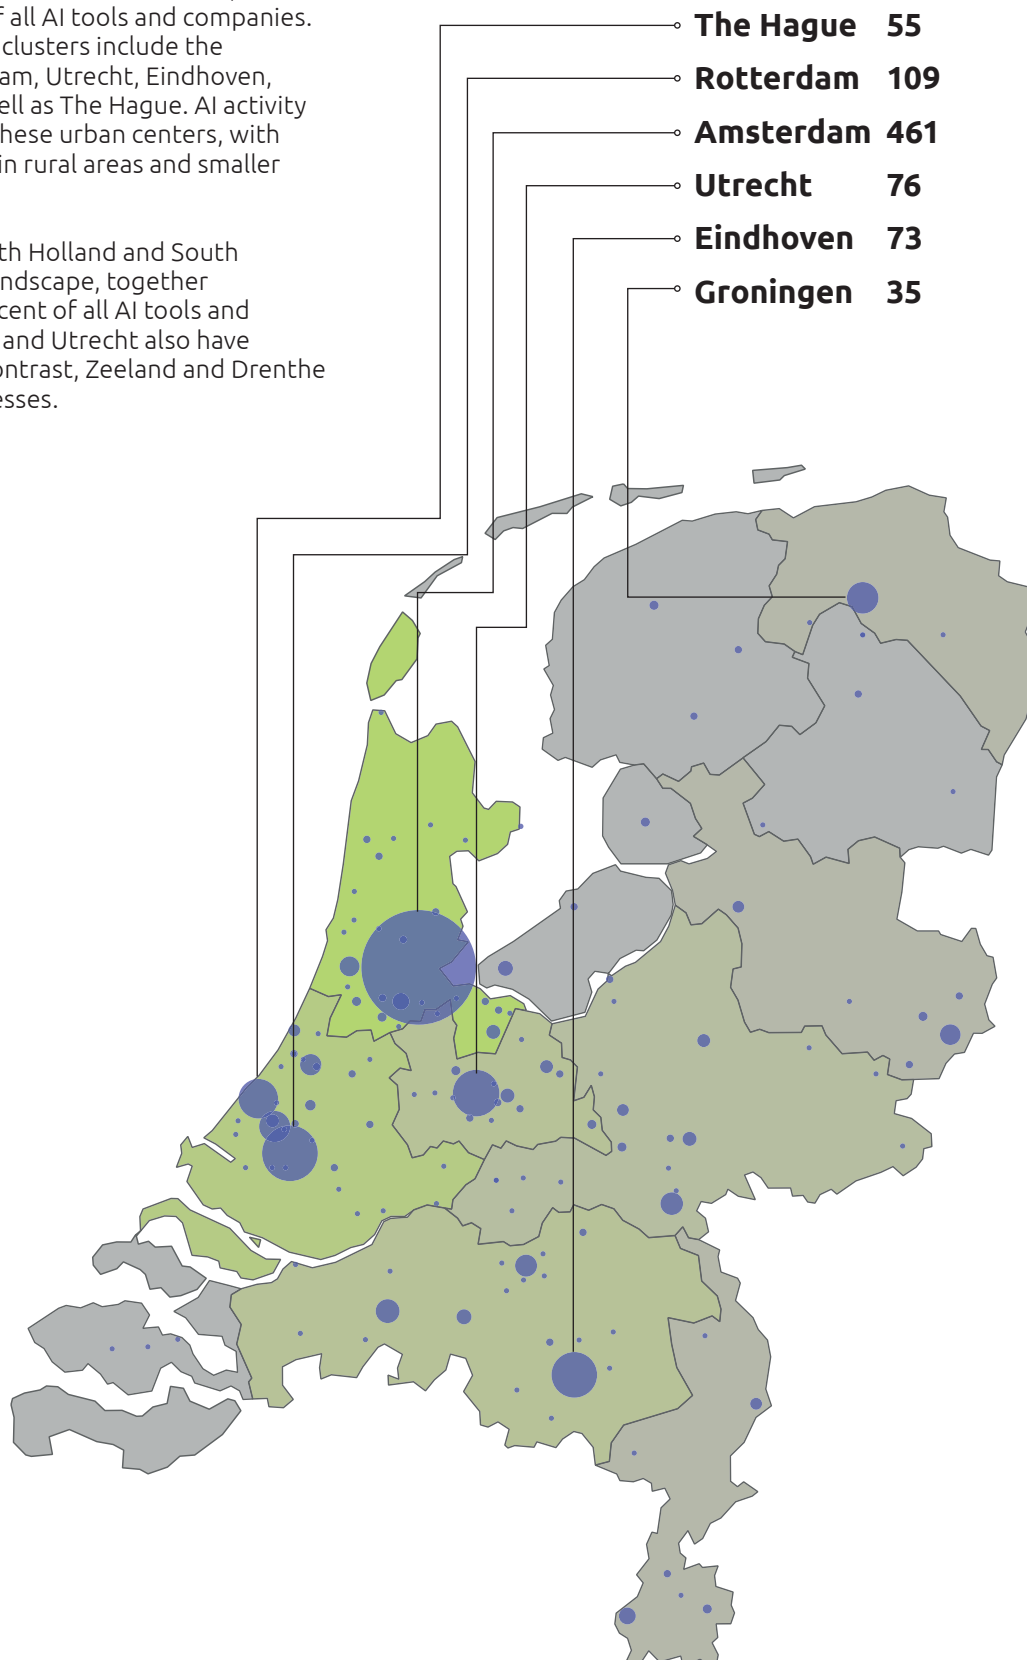 all AI tools and companies.
clusters include the
am, Utrecht, Eindhoven,
ell as The Hague. AI activity
hese urban centers, with
in rural areas and smaller
th Holland and South
ndscape, together
cent of all AI tools and
and Utrecht also have
ontrast, Zeeland and Drenthe
esses.
The Hague 55
Rotterdam 109
Amsterdam 461
Utrecht 76
Eindhoven 73
Groningen 35